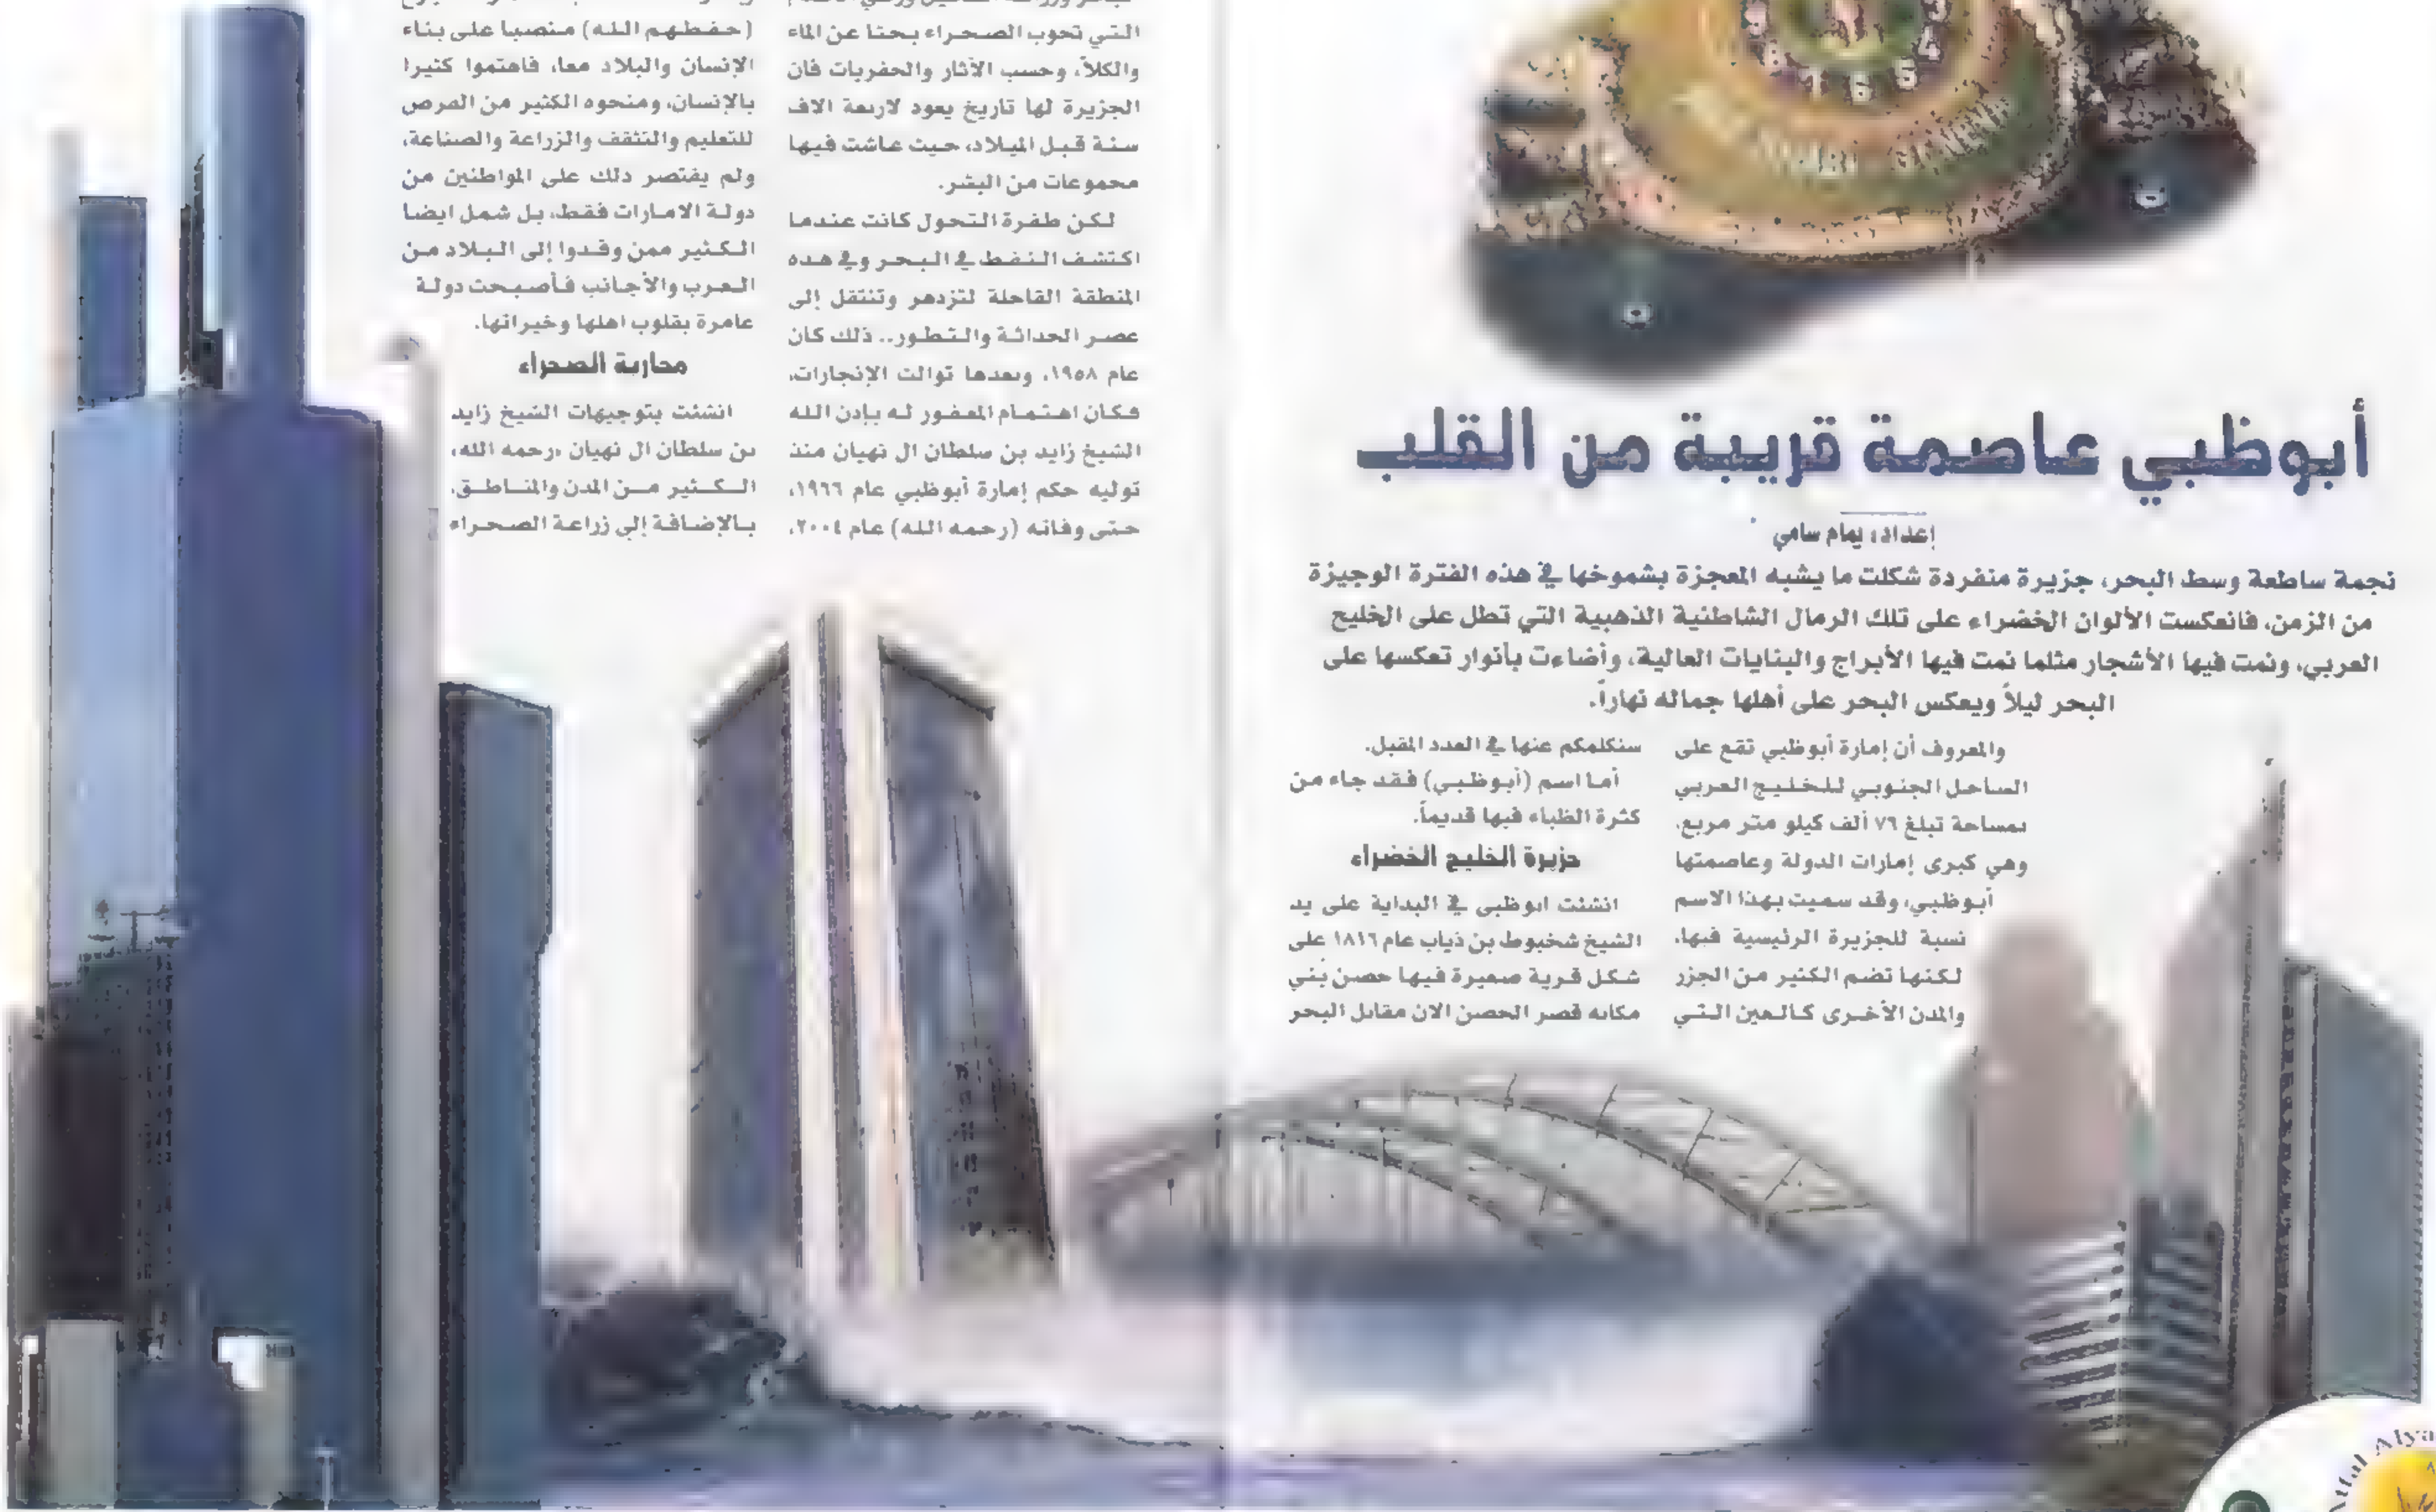 أبوظبي عاصمة قريبة من القلب
إعداد: يمام سامي
نجمة ساطعة وسط البحر، جزيرة منفردة شكلت ما يشبه المعجزة بشموخها في هذه الفترة الوجيزة
من الزمن، فانعكست الألوان الخضراء على تلك الرمال الشاطئية الذهبية التي تطل على الخليج
العربي، ونمت فيها الأشجار مثلما نمت فيها الأبراج والبنايات العالية، وأضاءت بأنوار تعكسها على
البحر ليلاً ويعكس البحر على أهلها جماله نهاراً.
والمعروف أن إمارة أبوظبي تقع على
الساحل الجنوبي للخليج العربي
بمساحة تبلغ ٧٦ ألف كيلو متر مربع،
وهي كبرى إمارات الدولة وعاصمتها
أبوظبي، وقد سميت بهذا الاسم
نسبة للجزيرة الرئيسية فيها،
لكنها تضم الكثير من الجزر
والمدن الأخرى كالعين التي
سنكلمكم عنها في العدد المقبل.
أما اسم (أبوظبي) فقد جاء من
كثرة الظباء فيها قديماً.
جزيرة الخليج الخضراء
انشئت ابوظبي في البداية على يد
الشيخ شخبوط بن ذياب عام ١٨١٦ على
شكل قرية صغيرة فيها حصن بُني
مكانه قصر الحصن الان مقابل البحر
التي تجوب الصحراء بحثا عن الماء
والكلأ، وحسب الآثار والحفريات فان
الجزيرة لها تاريخ يعود لاربعة الاف
سنة قبل الميلاد، حيث عاشت فيها
مجموعات من البشر.
لكن طفرة التحول كانت عندما
اكتشف النفط في البحر وفي هذه
المنطقة القاحلة لتزدهر وتنتقل إلى
عصر الحداثة والتطور.. ذلك كان
عام ١٩٥٨، وبعدها توالت الإنجازات،
فكان اهتمام المغفور له بإذن الله
الشيخ زايد بن سلطان ال نهيان منذ
توليه حكم إمارة أبوظبي عام ١٩٦٦،
حتى وفاته (رحمه الله) عام ٢٠٠٤،
(حفظهم الله) منصبا على بناء
الإنسان والبلاد معا، فاهتموا كثيرا
بالإنسان، ومنحوه الكثير من الفرص
للتعليم والتثقف والزراعة والصناعة،
ولم يقتصر ذلك على المواطنين من
دولة الامارات فقط، بل شمل ايضا
الكثير ممن وفدوا إلى البلاد من
العرب والأجانب فأصبحت دولة
عامرة بقلوب اهلها وخيراتها.
محاربة الصحراء
انشئت بتوجيهات الشيخ زايد
بن سلطان ال نهيان «رحمه الله»
الكثير من المدن والمناطق،
بالإضافة إلى زراعة الصحراء